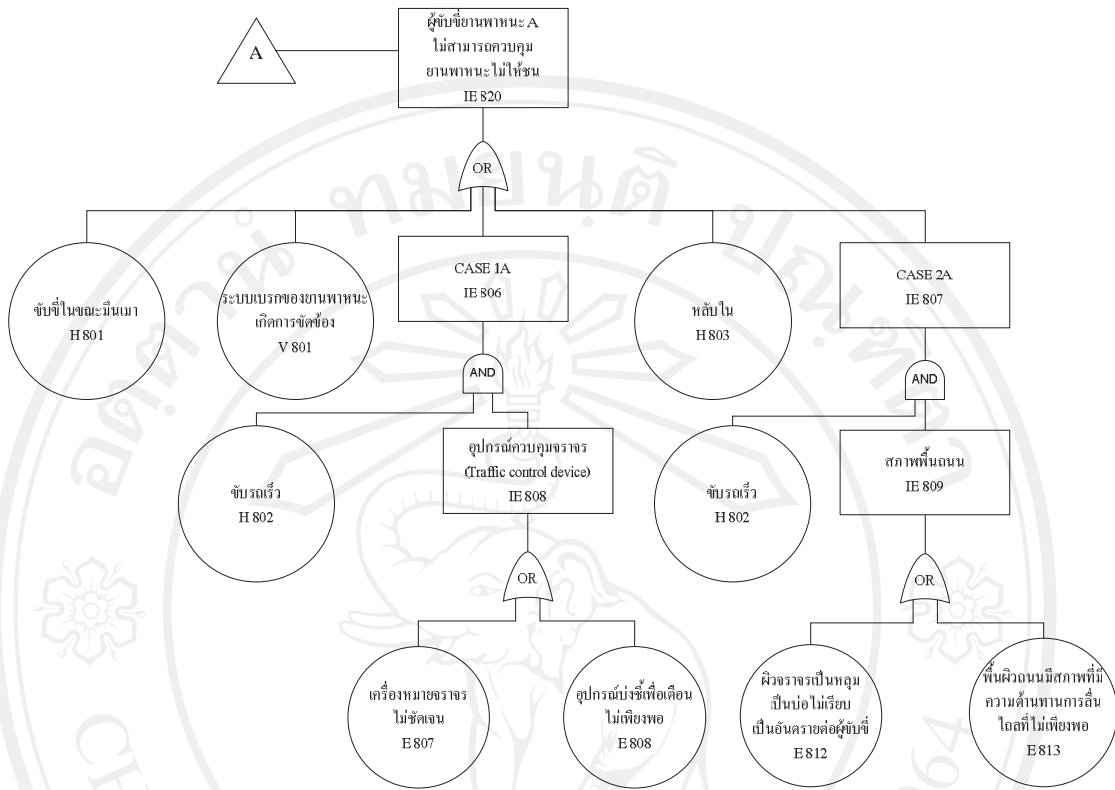 A
ผู้ขับขี่ยานพาหนะ A
ไม่สามารถควบคุม
ยานพาหนะไม่ให้ชน
IE 820
OR
ขับขี่ในขณะมึนเมา
H 801
ระบบเบรกของยานพาหนะ
เกิดการขัดข้อง
V 801
CASE 1A
IE 806
หลับใน
H 803
CASE 2A
IE 807
AND
AND
ขับรถเร็ว
H 802
อุปกรณ์ควบคุมจราจร
(Traffic control device)
IE 808
ขับรถเร็ว
H 802
สภาพพื้นถนน
IE 809
OR
OR
เครื่องหมายจราจร
ไม่ชัดเจน
E 807
อุปกรณ์บ่งชี้เพื่อเตือน
ไม่เพียงพอ
E 808
ผิวจราจรเป็นหลุม
เป็นบ่อไม่เรียบ
เป็นอันตรายต่อผู้ขับขี่
E 812
พื้นผิวถนนมีสภาพที่มี
ความต้านทานการลื่น
ไถลที่ไม่เพียงพอ
E 813
964